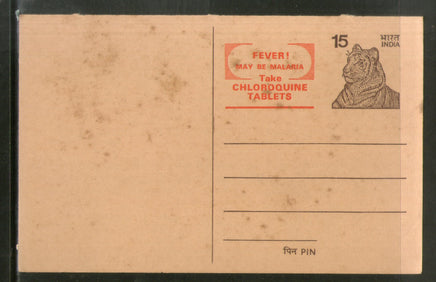 FEVER!
MAY BE MALARIA
Take
CHLOROQUINE
TABLETS
15
भारत
INDIA
पिन PIN